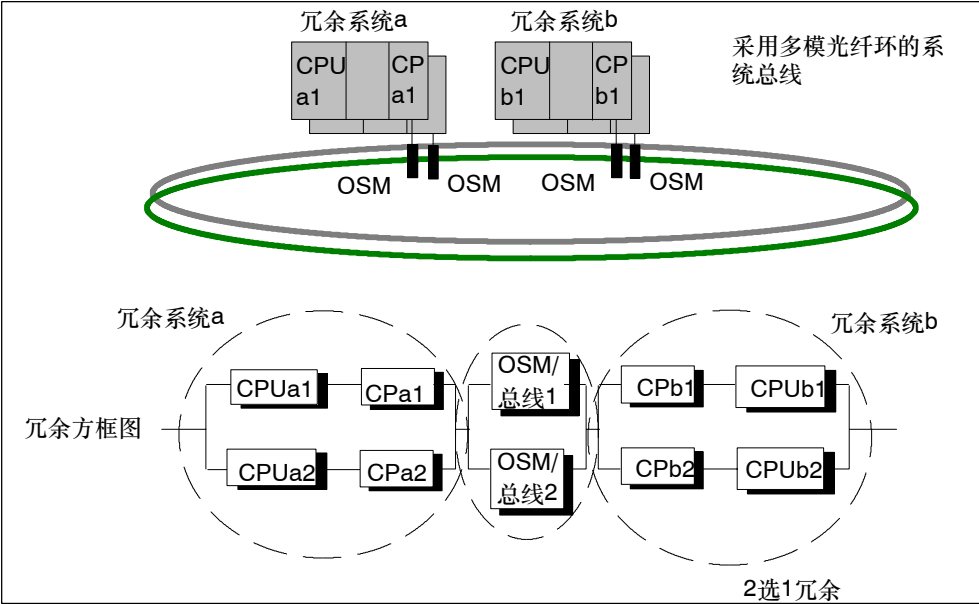 冗余系统a
冗余系统b
采用多模光纤环的系
统总线
CPU
a1
CP
a1
CPU
b1
CP
b1
OSM
OSM
OSM
OSM
冗余系统a
冗余系统b
CPUa1
CPa1
OSM/
总线1
CPb1
CPUb1
冗余方框图
CPUa2
CPa2
OSM/
总线2
CPb2
CPUb2
2选1冗余